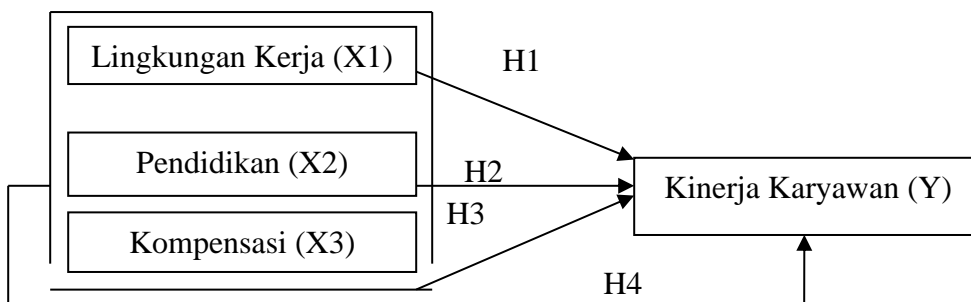 Lingkungan Kerja (X1)
H1
Pendidikan (X2)
H2
Kinerja Karyawan (Y)
H3
Kompensasi (X3)
H4